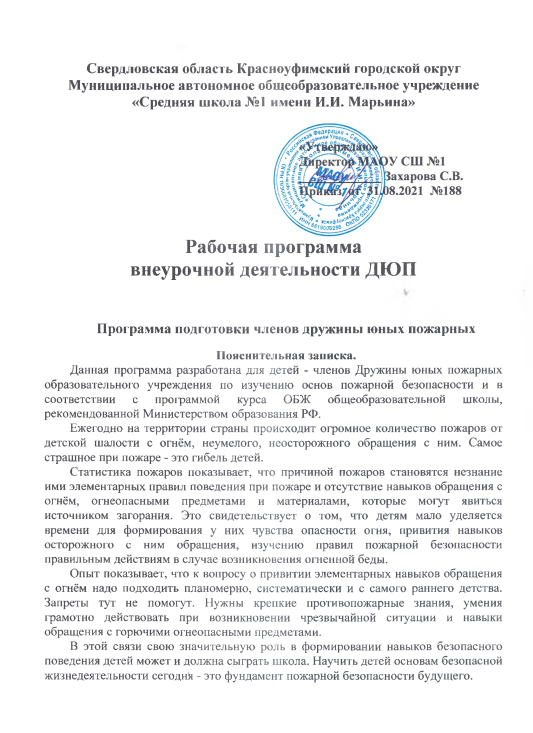 Свердловская область Красноуфимский городской округ
Муниципальное автономное общеобразовательное учреждение
«Средняя школа №1 имени И.И. Марьина»
«Утверждаю»
Директор МАОУ СШ №1
Захарова С.В.
Приказ от 31.08.2021 №188
МАОУ
СШ №1
Рабочая программа
внеурочной деятельности ДЮП
Программа подготовки членов дружины юных пожарных
Пояснительная записка.
Данная программа разработана для детей - членов Дружины юных пожарных
образовательного учреждения по изучению основ пожарной безопасности и в
соответствии с программой курса ОБЖ общеобразовательной школы,
рекомендованной Министерством образования РФ.
Ежегодно на территории страны происходит огромное количество пожаров от
детской шалости с огнём, неумелого, неосторожного обращения с ним. Самое
страшное при пожаре - это гибель детей.
Статистика пожаров показывает, что причиной пожаров становятся незнание
ими элементарных правил поведения при пожаре и отсутствие навыков обращения с
огнём, огнеопасными предметами и материалами, которые могут явиться
источником загорания. Это свидетельствует о том, что детям мало уделяется
времени для формирования у них чувства опасности огня, привития навыков
осторожного с ним обращения, изучению правил пожарной безопасности
правильным действиям в случае возникновения огненной беды.
Опыт показывает, что к вопросу о привитии элементарных навыков обращения
с огнём надо подходить планомерно, систематически и с самого раннего детства.
Запреты тут не помогут. Нужны крепкие противопожарные знания, умения
грамотно действовать при возникновении чрезвычайной ситуации и навыки
обращения с горючими огнеопасными предметами.
В этой связи свою значительную роль в формировании навыков безопасного
поведения детей может и должна сыграть школа. Научить детей основам безопасной
жизнедеятельности сегодня - это фундамент пожарной безопасности будущего.